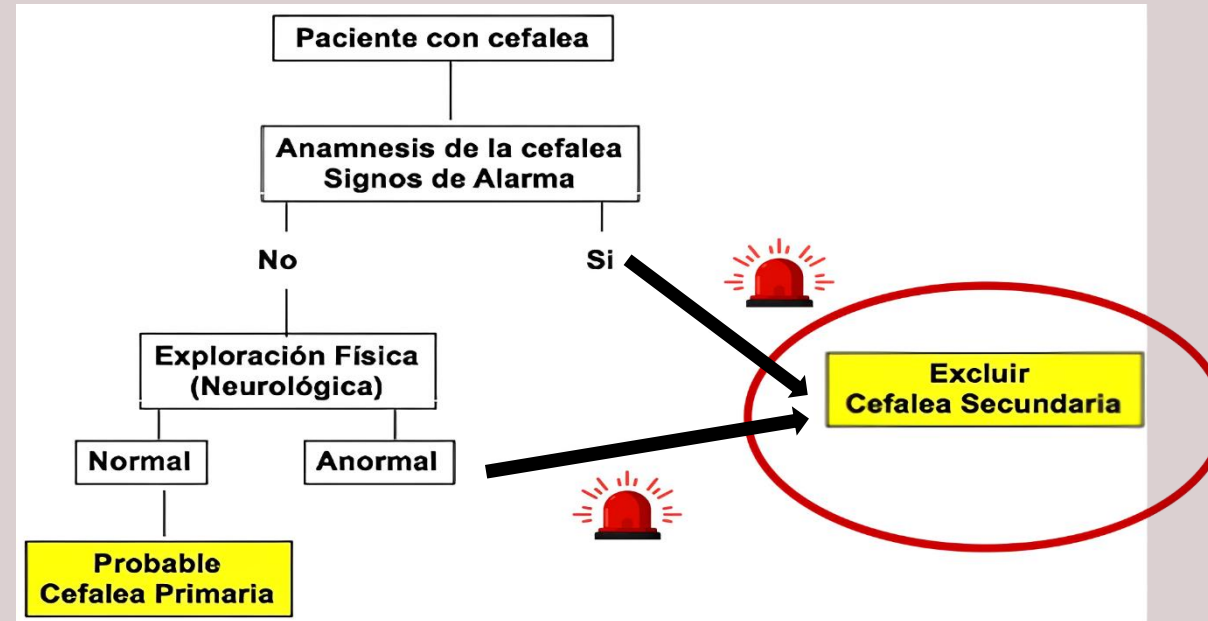 Paciente con cefalea
Anamnesis de la cefalea
Signos de Alarma
No
Si
Exploración Física
(Neurológica)
Excluir
Cefalea Secundaria
Normal
Anormal
Probable
Cefalea Primaria